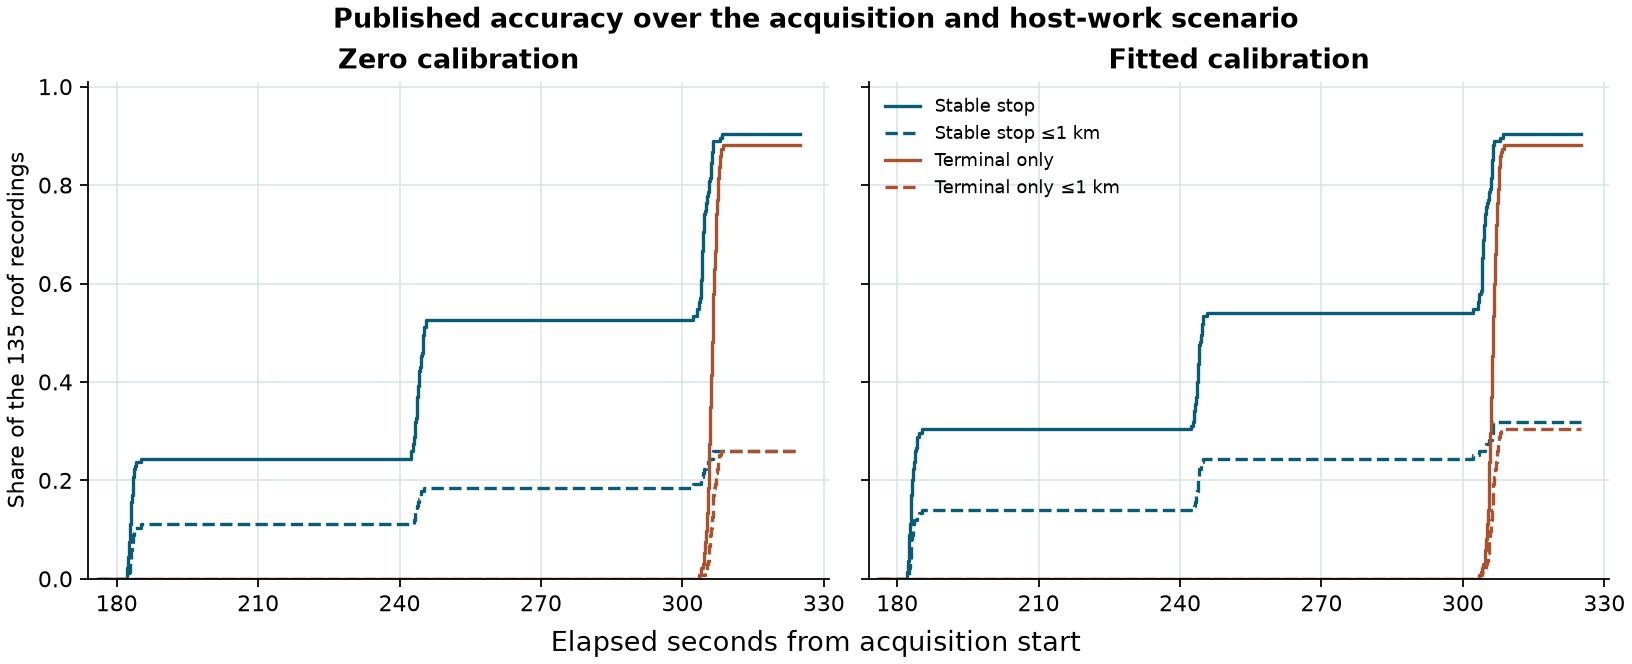 Published accuracy over the acquisition and host-work scenario
Zero calibration
Fitted calibration
Share of the 135 roof recordings
1.0
0.8
0.6
0.4
0.2
0.0
180
210
240
270
300
330
Stable stop
Stable stop ≤1 km
Terminal only
Terminal only ≤1 km
180
210
240
270
300
330
Elapsed seconds from acquisition start